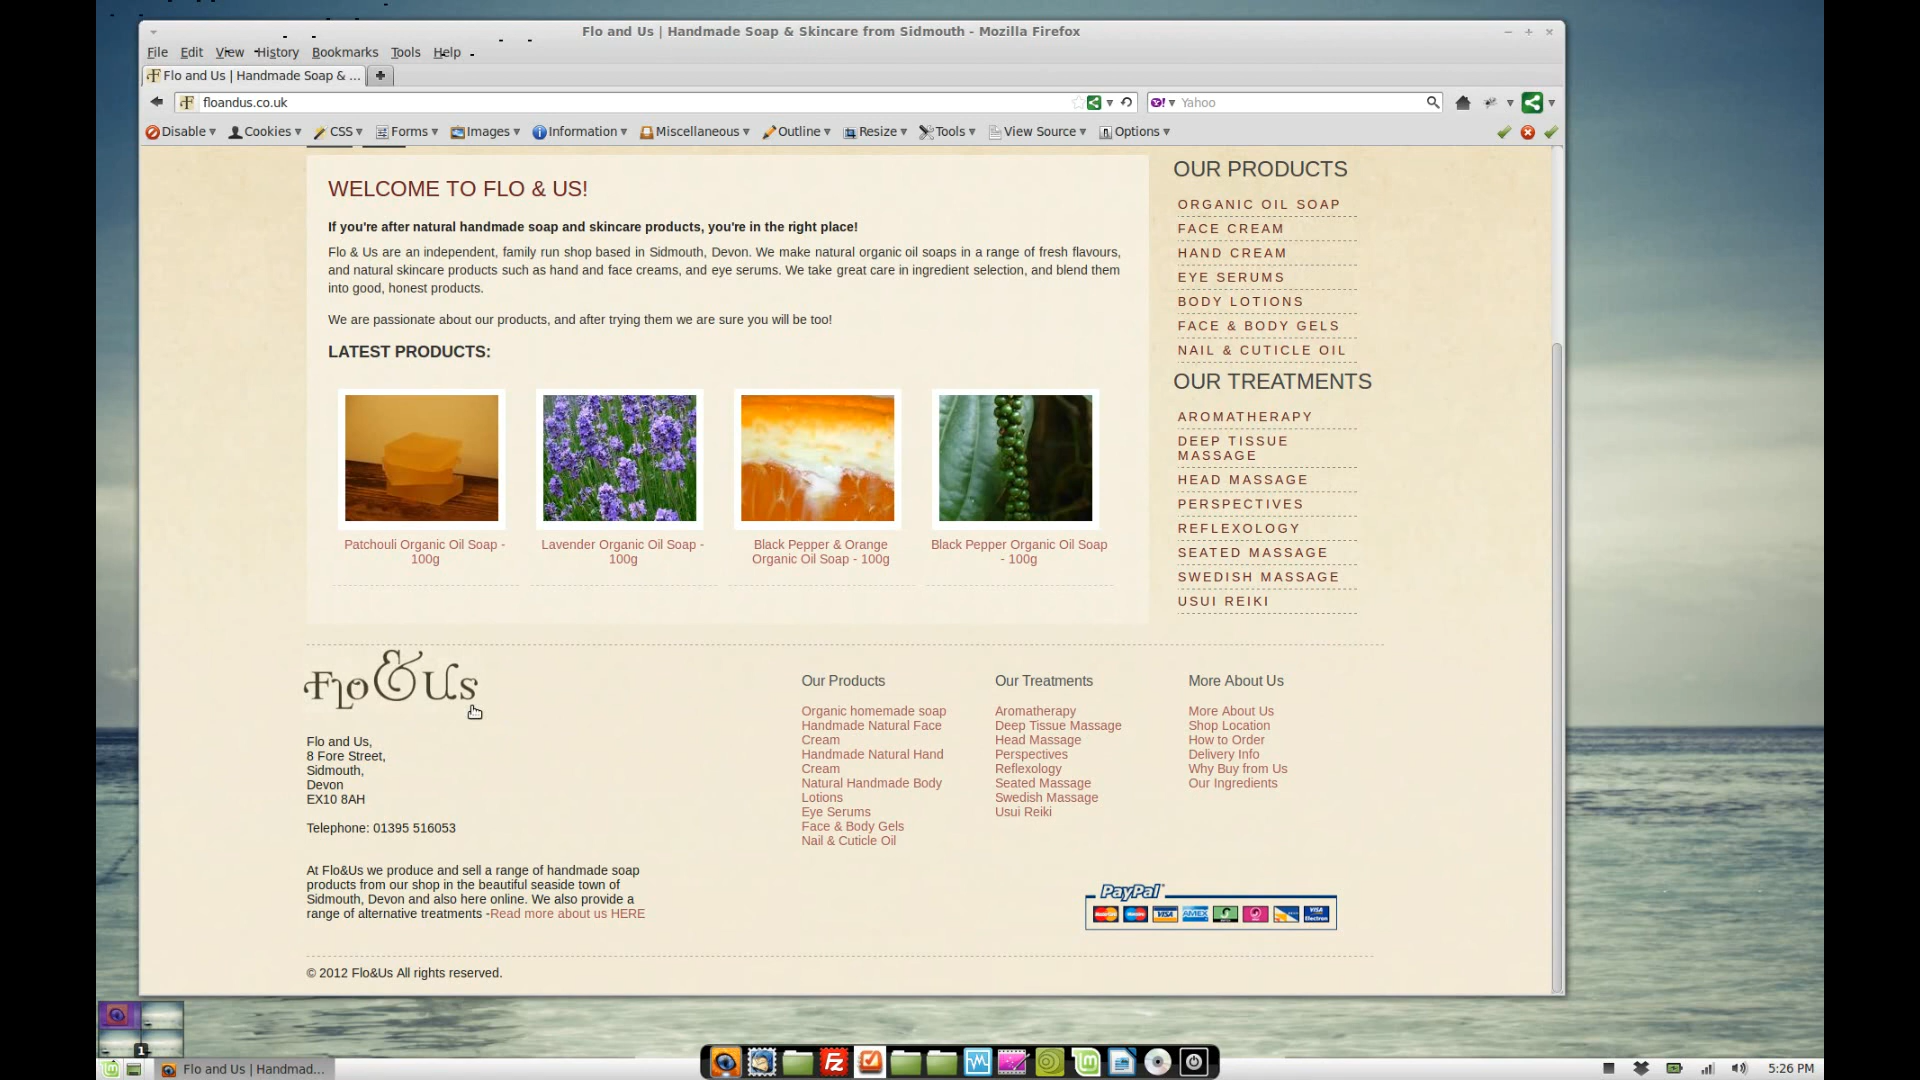 Flo and Us | Handmade Soap & Skincare from Sidmouth - Mozilla Firefox
File Edit View History Bookmarks Tools Help
Flo and Us | Handmade Soap & ...
floandus.co.uk
Yahoo
Disable Cookies CSS Forms Images Information Miscellaneous Outline Resize Tools View Source Options
WELCOME TO FLO & US!
If you're after natural handmade soap and skincare products, you're in the right place!
Flo & Us are an independent, family run shop based in Sidmouth, Devon. We make natural organic oil soaps in a range of fresh flavours,
and natural skincare products such as hand and face creams, and eye serums. We take great care in ingredient selection, and blend them
into good, honest products.
We are passionate about our products, and after trying them we are sure you will be too!
LATEST PRODUCTS:
Patchouli Organic Oil Soap -
100g
Lavender Organic Oil Soap -
100g
Black Pepper & Orange
Organic Oil Soap - 100g
Black Pepper Organic Oil Soap
- 100g
OUR PRODUCTS
ORGANIC OIL SOAP
FACE CREAM
HAND CREAM
EYE SERUMS
BODY LOTIONS
FACE & BODY GELS
NAIL & CUTICLE OIL
OUR TREATMENTS
AROMATHERAPY
DEEP TISSUE
MASSAGE
HEAD MASSAGE
PERSPECTIVES
REFLEXOLOGY
SEATED MASSAGE
SWEDISH MASSAGE
USUI REIKI
Flo & Us
Flo and Us,
8 Fore Street,
Sidmouth,
Devon
EX10 8AH
Telephone: 01395 516053
At Flo&Us we produce and sell a range of handmade soap
products from our shop in the beautiful seaside town of
Sidmouth, Devon and also here online. We also provide a
range of alternative treatments -Read more about us HERE
Our Products
Organic homemade soap
Handmade Natural Face
Cream
Handmade Natural Hand
Cream
Natural Handmade Body
Lotions
Eye Serums
Face & Body Gels
Nail & Cuticle Oil
Our Treatments
Aromatherapy
Deep Tissue Massage
Head Massage
Perspectives
Reflexology
Seated Massage
Swedish Massage
Usui Reiki
More About Us
More About Us
Shop Location
How to Order
Delivery Info
Why Buy from Us
Our Ingredients
PayPal
VISA AMEX
© 2012 Flo&Us All rights reserved.
1
Flo and Us | Handmad...
Fz
5:26 PM